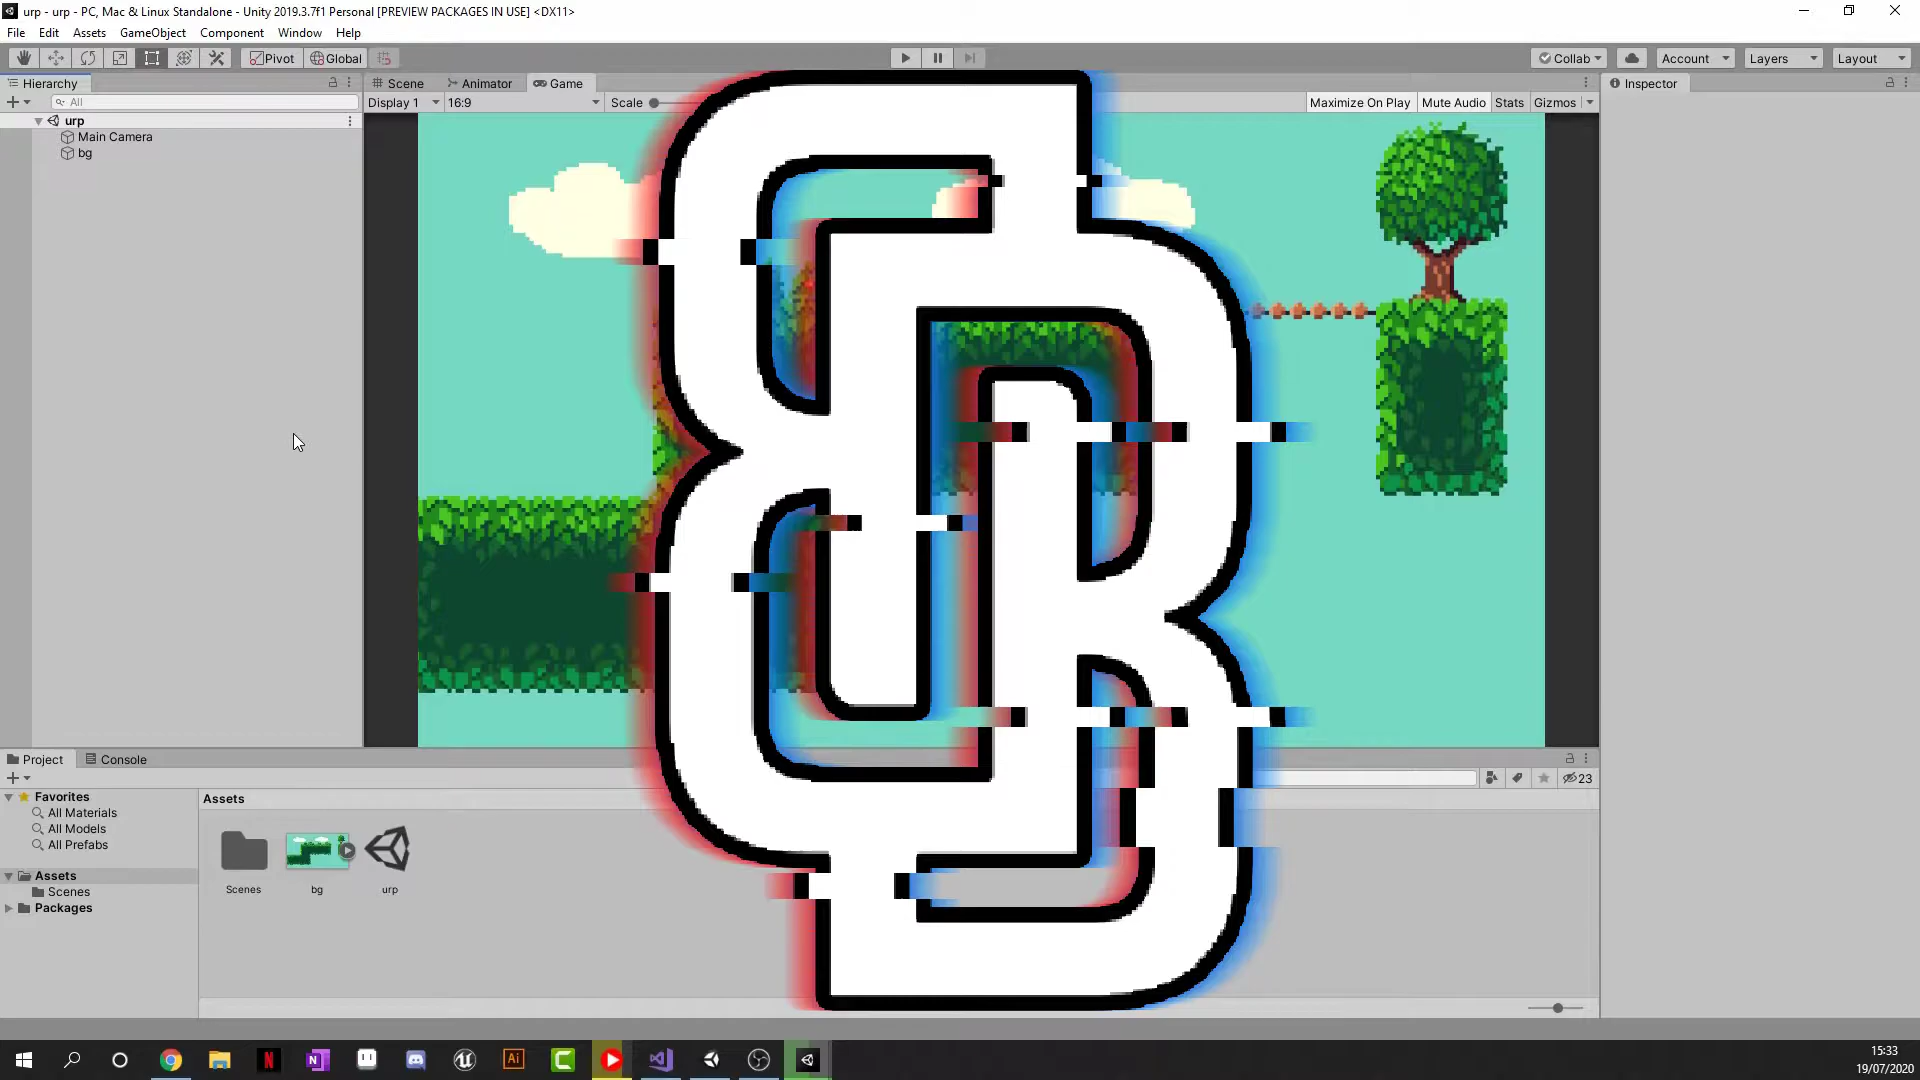 urp - urp - PC, Mac & Linux Standalone - Unity 2019.3.7f1 Personal [PREVIEW PACKAGES IN USE] <DX11>
File Edit Assets GameObject Component Window Help
Pivot Global Collab Account Layers Layout
Hierarchy Scene Animator Game Inspector
All Display 1 16:9 Scale Maximize On Play Mute Audio Stats Gizmos
urp
Main Camera
bg
Project Console
23
Favorites
All Materials
All Models
All Prefabs
Assets
Scenes
Packages
Assets
Scenes bg urp
N Ai C
15:33
19/07/2020